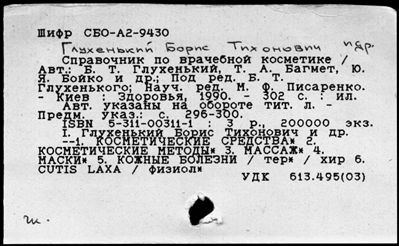 Шифр СБО-А2-9430
Глухенький Борис Тихонович и др.
Справочник по врачебной косметике /
Авт.: Б. Т. Глухенький, Т. А. Багмет, Ю.
Я. Бойко и др.; Под ред. Б. Т.
Глухенького; Науч. ред. М. Ф. Писаренко.
- Киев : Здоровья, 1990. - 302 с. : ил.
Авт. указаны на обороте тит. л. -
Предм. указ.: с. 296-300.
ISBN 5-311-00311-1 : 3 р., 200000 экз.
I. Глухенький Борис Тихонович и др.
--1. КОСМЕТИЧЕСКИЕ СРЕДСТВА* 2.
КОСМЕТИЧЕСКИЕ МЕТОДЫ* 3. МАССАЖ* 4.
МАСКИ* 5. КОЖНЫЕ БОЛЕЗНИ / тер* / хир 6.
CUTIS LAXA / физиол*
УДК 613.495(03)